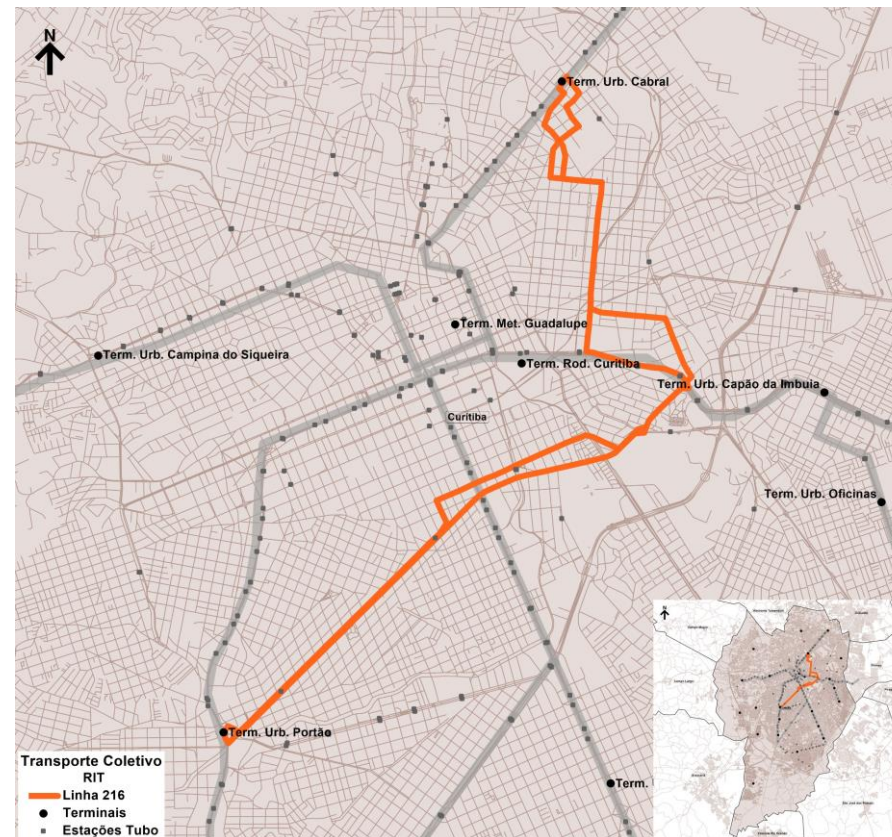 N
Term. Urb. Cabral
Term. Met. Guadalupe
Term. Urb. Campina do Siqueira
Term. Rod. Curitiba
Term. Urb. Capão da Imbuia
Curitiba
Term. Urb. Oficinas
Term. Urb. Portão
Transporte Coletivo
RIT
Linha 216
Terminais
Estações Tubo
Term.
N